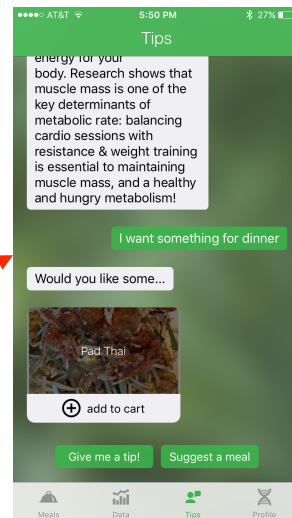 AT&T 5:50 PM 27%
Tips
energy for your
body. Research shows that
muscle mass is one of the
key determinants of
metabolic rate: balancing
cardio sessions with
resistance & weight training
is essential to maintaining
muscle mass, and a healthy
and hungry metabolism!
I want something for dinner
Would you like some...
Pad Thai
add to cart
Give me a tip! Suggest a meal
Meals Data Tips Profile